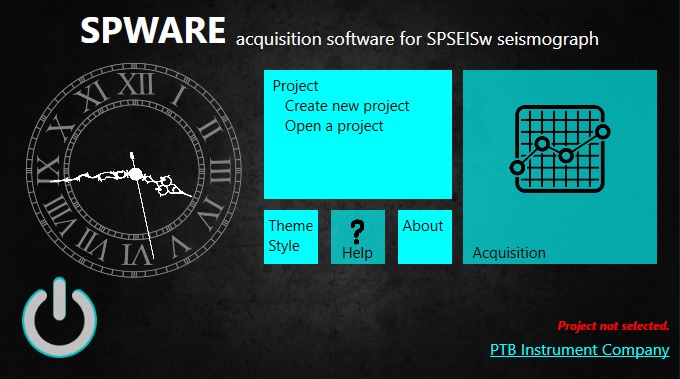 SPWARE acquisition software for SPSEISw seismograph
XII
I
II
III
IIII
V
VI
VII
VIII
IX
X
XI
Project
Create new project
Open a project
Theme
Style
?
Help
About
Acquisition
Project not selected.
PTB Instrument Company